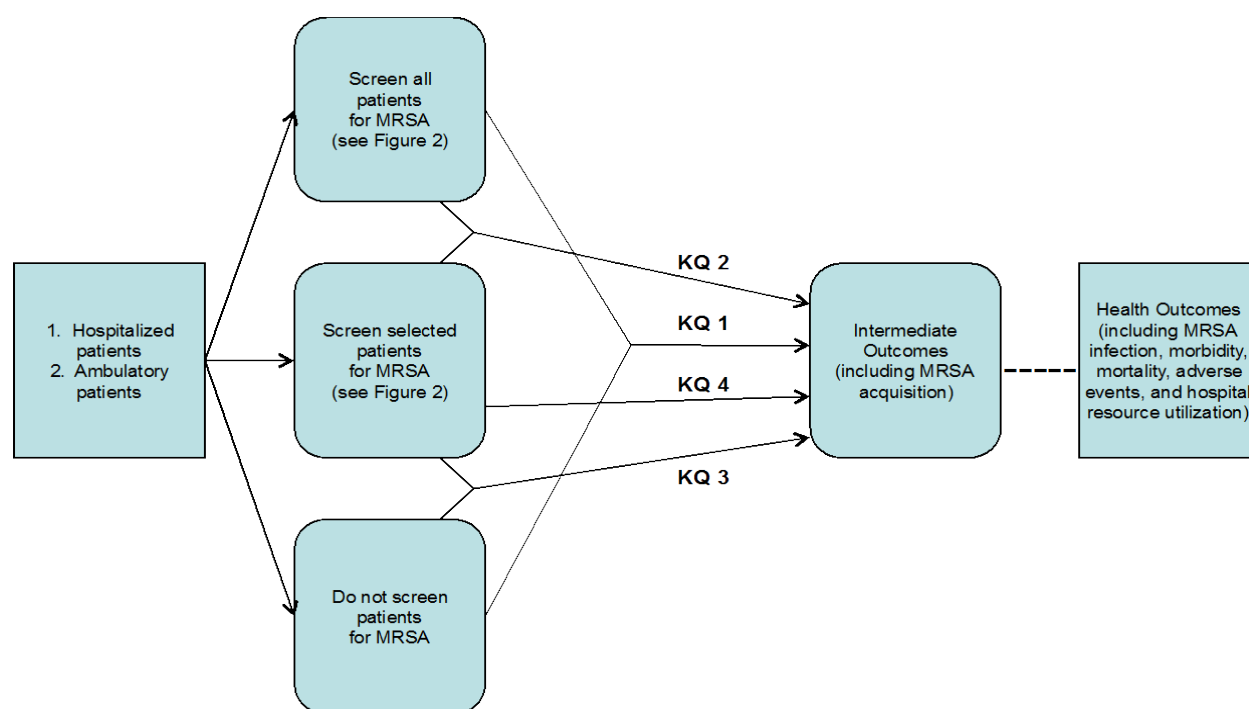 Screen all
patients
for MRSA
(see Figure 2)
1. Hospitalized
patients
2. Ambulatory
patients
Screen selected
patients
for MRSA
(see Figure 2)
Do not screen
patients
for MRSA
KQ 2
KQ 1
KQ 4
KQ 3
Intermediate
Outcomes
(including MRSA
acquisition)
Health Outcomes
(including MRSA
infection, morbidity,
mortality, adverse
events, and hospital
resource utilization)